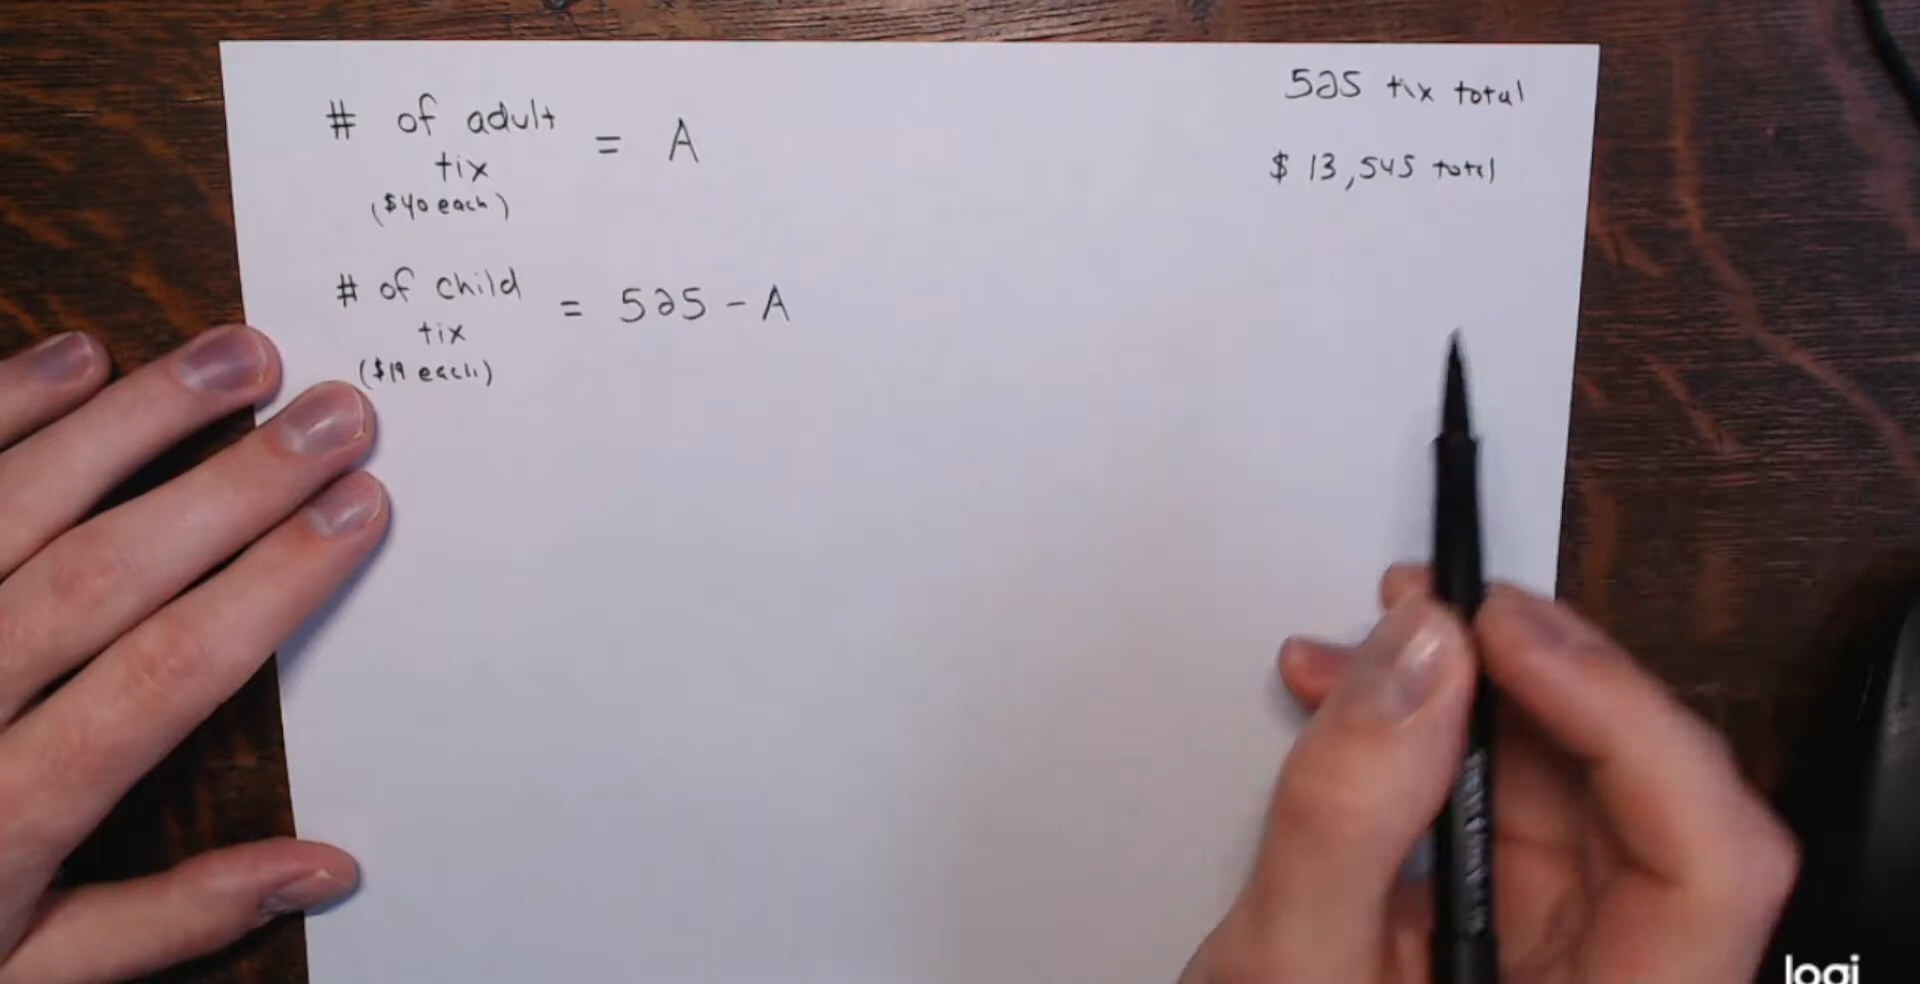 # of adult = A
tix
($40 each)
# of child = 525 - A
tix
($19 each)
525 tix total
$ 13,545 total
logi